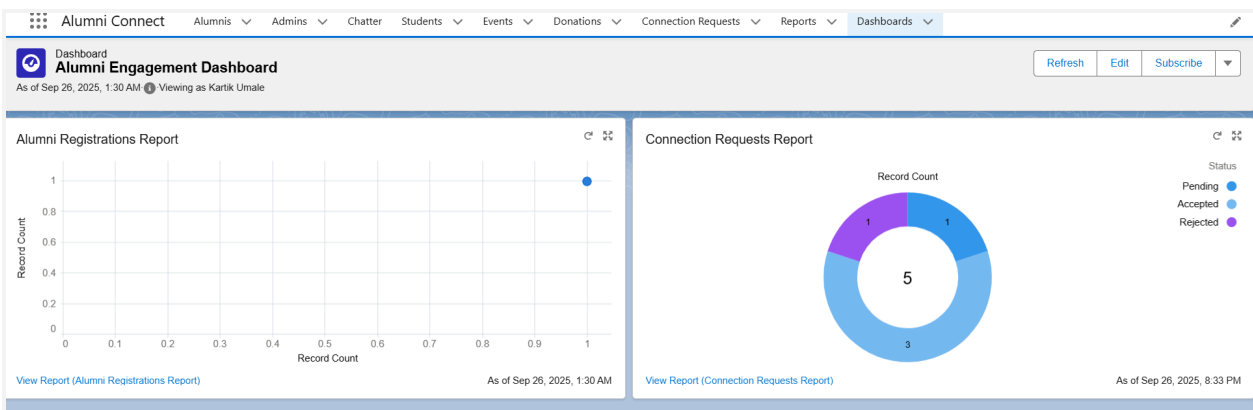 Alumni Connect Alumnis Admins Chatter Students Events Donations Connection Requests Reports Dashboards
Dashboard
Alumni Engagement Dashboard
As of Sep 26, 2025, 1:30 AM Viewing as Kartik Umale
Refresh Edit Subscribe
Alumni Registrations Report
Record Count
1
0.8
0.6
0.4
0.2
0
0 0.1 0.2 0.3 0.4 0.5 0.6 0.7 0.8 0.9 1
Record Count
View Report (Alumni Registrations Report) As of Sep 26, 2025, 1:30 AM
Connection Requests Report
Record Count
1 1
5
3
Status
Pending
Accepted
Rejected
View Report (Connection Requests Report) As of Sep 26, 2025, 8:33 PM